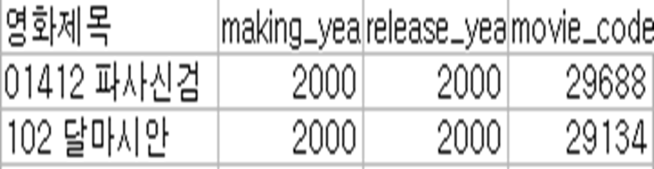 영화제목 making_yea release_yea movie_code
01412 파사신검 2000 2000 29688
102 달마시안 2000 2000 29134